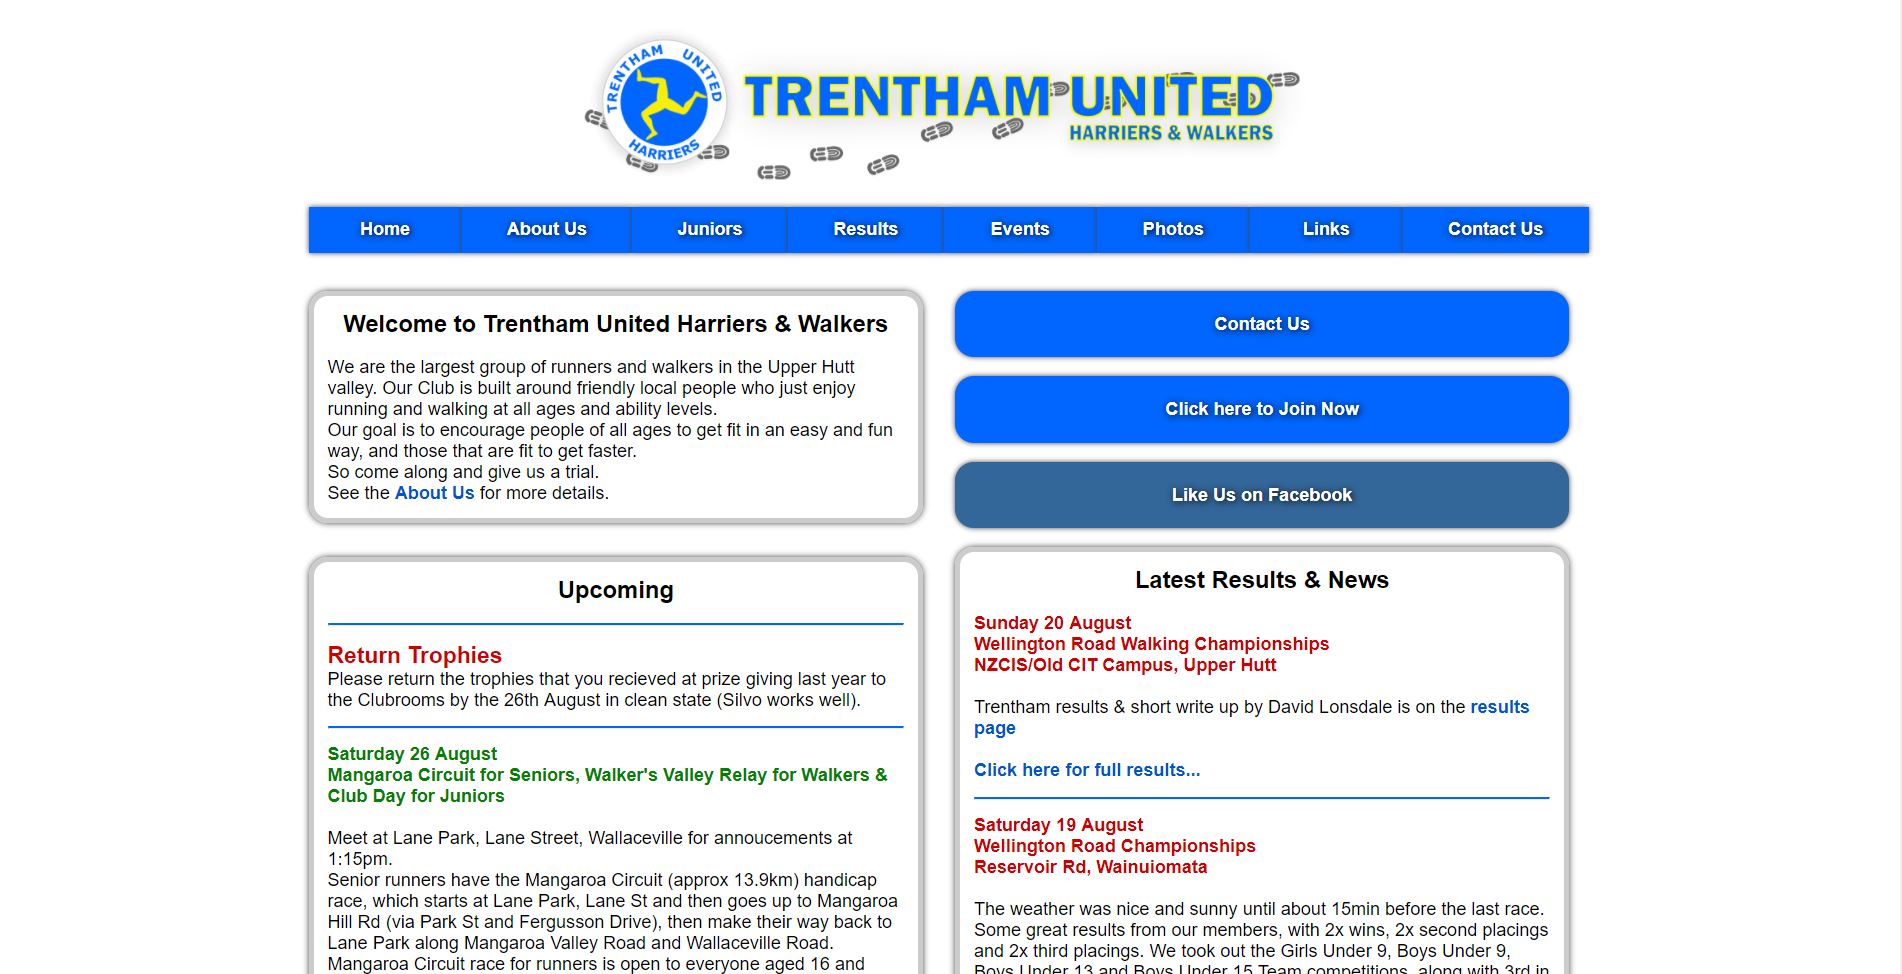 TRENTHAM UNITED
HARRIERS
TRENTHAM UNITED
HARRIERS & WALKERS
Home About Us Juniors Results Events Photos Links Contact Us
Welcome to Trentham United Harriers & Walkers
We are the largest group of runners and walkers in the Upper Hutt
valley. Our Club is built around friendly local people who just enjoy
running and walking at all ages and ability levels.
Our goal is to encourage people of all ages to get fit in an easy and fun
way, and those that are fit to get faster.
So come along and give us a trial.
See the About Us for more details.
Contact Us
Click here to Join Now
Like Us on Facebook
Upcoming
Return Trophies
Please return the trophies that you recieved at prize giving last year to
the Clubrooms by the 26th August in clean state (Silvo works well).
Saturday 26 August
Mangaroa Circuit for Seniors, Walker's Valley Relay for Walkers &
Club Day for Juniors
Meet at Lane Park, Lane Street, Wallaceville for annoucements at
1:15pm.
Senior runners have the Mangaroa Circuit (approx 13.9km) handicap
race, which starts at Lane Park, Lane St and then goes up to Mangaroa
Hill Rd (via Park St and Fergusson Drive), then make their way back to
Lane Park along Mangaroa Valley Road and Wallaceville Road.
Mangaroa Circuit race for runners is open to everyone aged 16 and
Latest Results & News
Sunday 20 August
Wellington Road Walking Championships
NZCIS/Old CIT Campus, Upper Hutt
Trentham results & short write up by David Lonsdale is on the results
page
Click here for full results...
Saturday 19 August
Wellington Road Championships
Reservoir Rd, Wainuiomata
The weather was nice and sunny until about 15min before the last race.
Some great results from our members, with 2x wins, 2x second placings
and 2x third placings. We took out the Girls Under 9, Boys Under 9,
Boys Under 13 and Boys Under 15 Team competitions, along with 3rd in